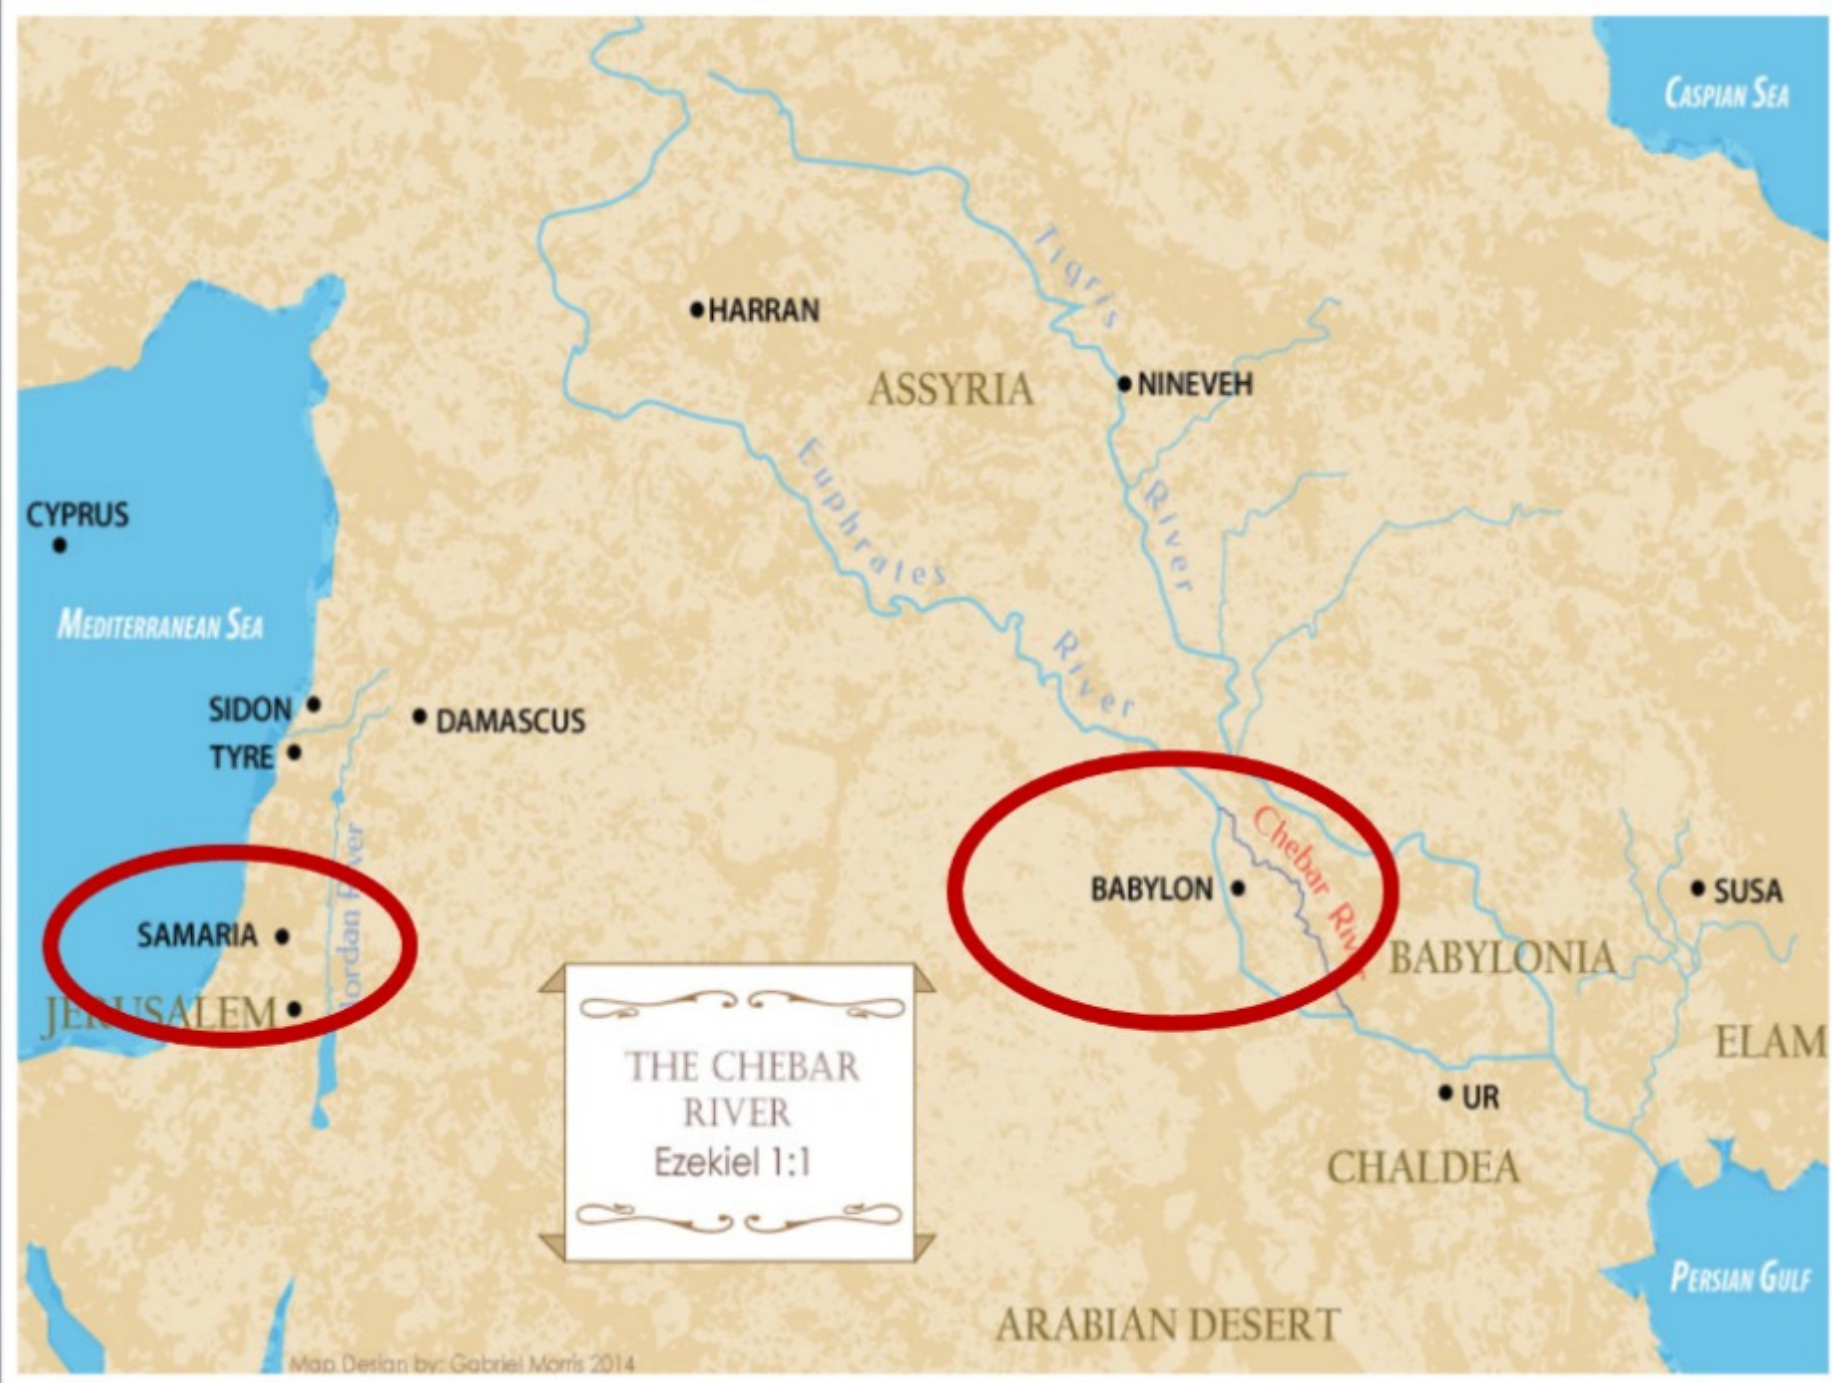 CASPIAN SEA
Tigris
River
HARRAN
ASSYRIA
NINEVEH
Euphrates
River
CYPRUS
MEDITERRANEAN SEA
SIDON
DAMASCUS
TYRE
Jordan River
SAMARIA
JERUSALEM
Chebar
BABYLON
SUSA
BABYLONIA
ELAM
THE CHEBAR
RIVER
Ezekiel 1:1
UR
CHALDEA
PERSIAN GULF
ARABIAN DESERT
Map Design by: Gabriel Morris 2014